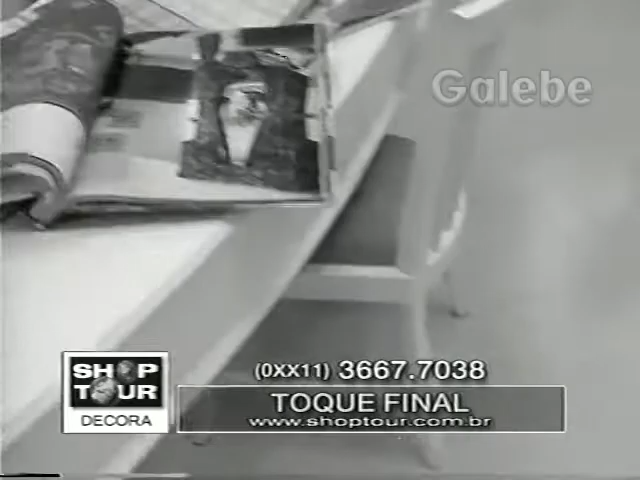 Galebe
(0XX11) 3667.7038
SHOP
TOUR
DECORA
TOQUE FINAL
www.shoptour.com.br